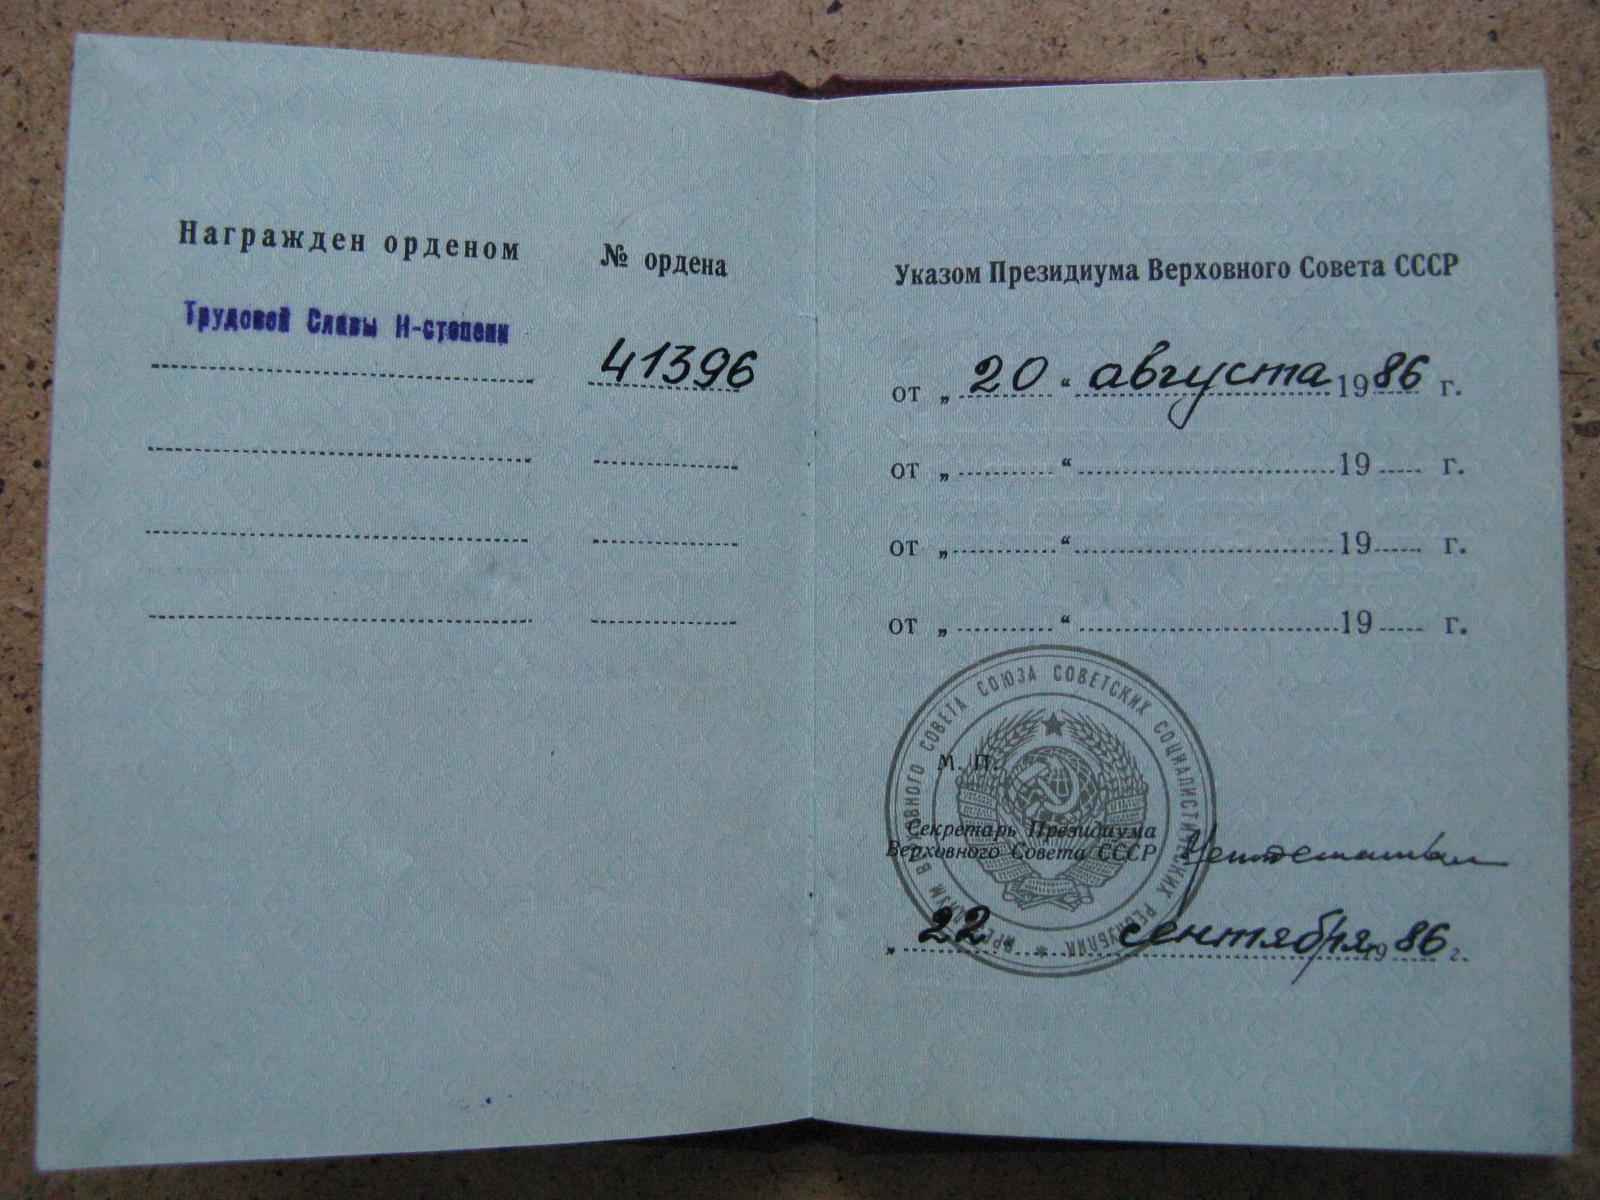 Награжден орденом № ордена
Трудовой Славы II-степени 41396
Указом Президиума Верховного Совета СССР
от „ 20 “ августа 1986 г.
от „ “ 19 г.
от „ “ 19 г.
от „ “ 19 г.
ПРЕЗИДИУМ ВЕРХОВНОГО СОВЕТА СОЮЗА СОВЕТСКИХ СОЦИАЛИСТИЧЕСКИХ РЕСПУБЛИК
М. П.
Секретарь Президиума
Верховного Совета СССР
„ 22 сентября 1986 г.